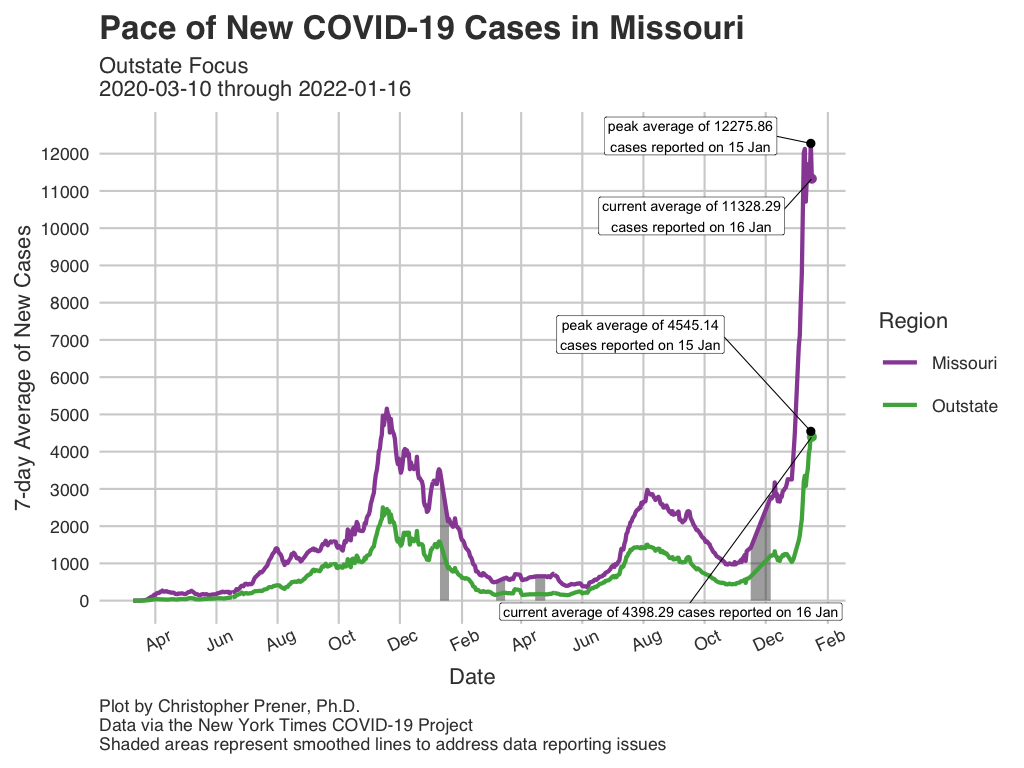 Pace of New COVID-19 Cases in Missouri
Outstate Focus
2020-03-10 through 2022-01-16
peak average of 12275.86
cases reported on 15 Jan
current average of 11328.29
cases reported on 16 Jan
peak average of 4545.14
cases reported on 15 Jan
current average of 4398.29 cases reported on 16 Jan
7-day Average of New Cases
12000
11000
10000
9000
8000
7000
6000
5000
4000
3000
2000
1000
0
Apr
Jun
Aug
Oct
Dec
Feb
Apr
Jun
Aug
Oct
Dec
Feb
Date
Region
Missouri
Outstate
Plot by Christopher Prener, Ph.D.
Data via the New York Times COVID-19 Project
Shaded areas represent smoothed lines to address data reporting issues